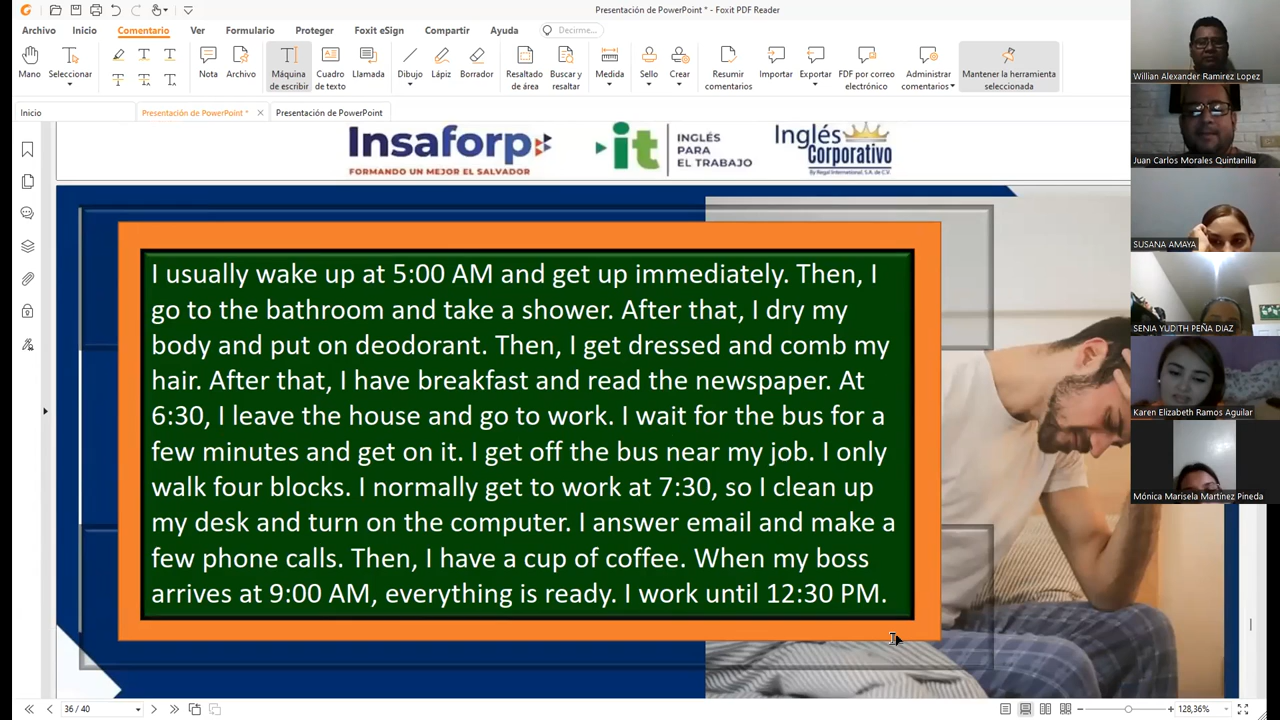 Presentación de PowerPoint * - Foxit PDF Reader
Archivo Inicio Comentario Ver Formulario Proteger Foxit eSign Compartir Ayuda Decirme...
Mano Seleccionar Nota Archivo Máquina de escribir Cuadro de texto Llamada Dibujo Lápiz Borrador Resaltado de área Buscar y resaltar Medida Sello Crear Resumir comentarios Importar Exportar PDF por correo electrónico Administrar comentarios Mantener la herramienta seleccionada
Inicio Presentación de PowerPoint * Presentación de PowerPoint
Insaforp
FORMANDO UN MEJOR EL SALVADOR
it
INGLÉS
PARA
EL TRABAJO
Inglés
Corporativo
By Regal International, S.A. de C.V.
I usually wake up at 5:00 AM and get up immediately. Then, I
go to the bathroom and take a shower. After that, I dry my
body and put on deodorant. Then, I get dressed and comb my
hair. After that, I have breakfast and read the newspaper. At
6:30, I leave the house and go to work. I wait for the bus for a
few minutes and get on it. I get off the bus near my job. I only
walk four blocks. I normally get to work at 7:30, so I clean up
my desk and turn on the computer. I answer email and make a
few phone calls. Then, I have a cup of coffee. When my boss
arrives at 9:00 AM, everything is ready. I work until 12:30 PM.
Willian Alexander Ramirez Lopez
Juan Carlos Morales Quintanilla
SUSANA AMAYA
SENIA YUDITH PEÑA DIAZ
Karen Elizabeth Ramos Aguilar
Mónica Marisela Martínez Pineda
36 / 40
128,36%